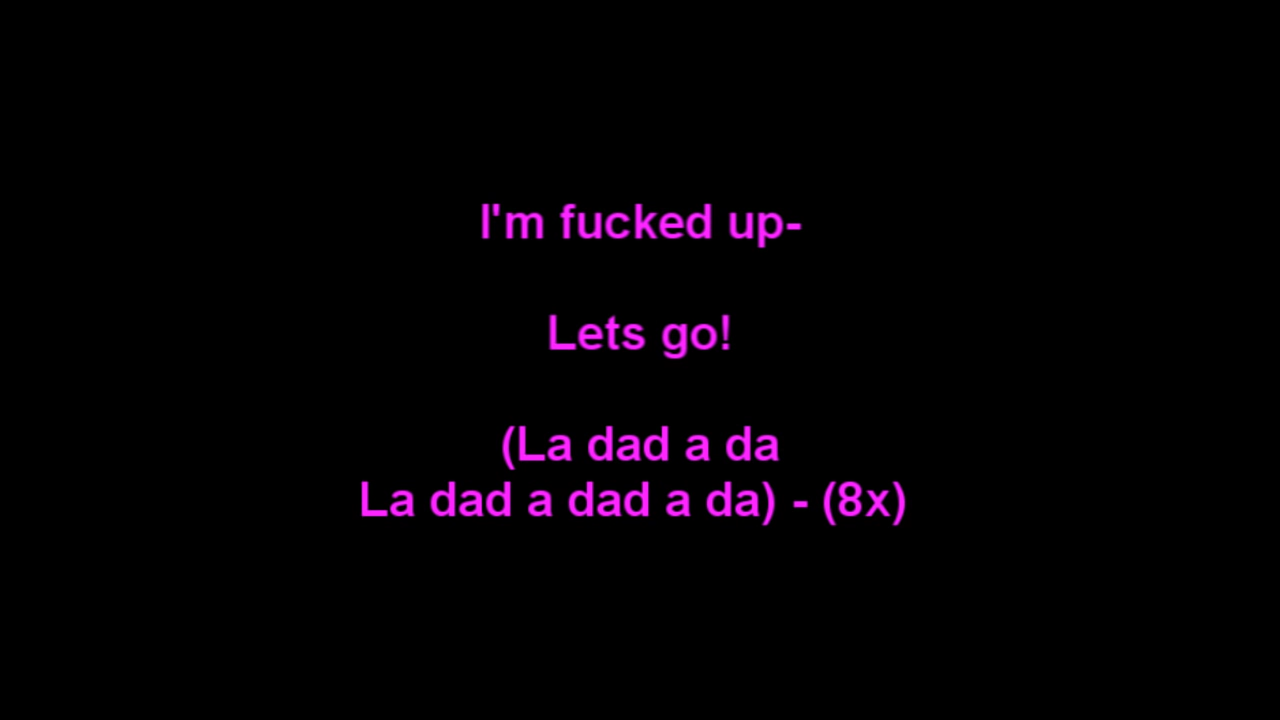 I'm fucked up-
Lets go!
(La dad a da
La dad a dad a da) - (8x)